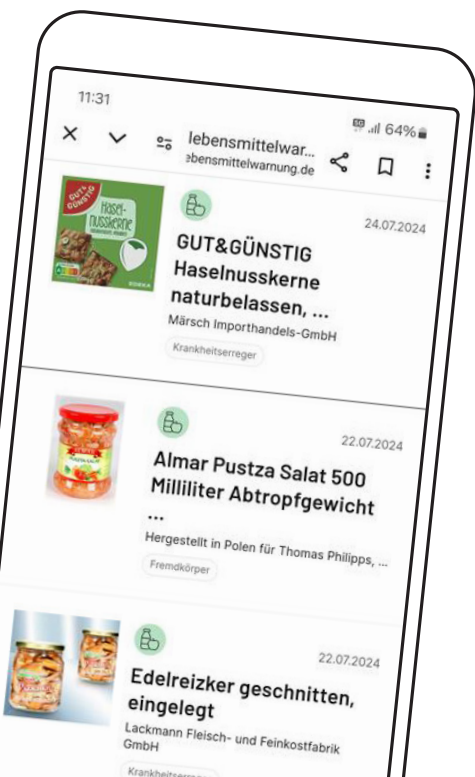 11:31
5G 64%
lebensmittelwar...
ebensmittelwarnung.de
24.07.2024
GUT&GÜNSTIG
HASEL-
NUSSKERNE
EDEKA
GUT&GÜNSTIG
Haselnusskerne
naturbelassen, ...
Märsch Importhandels-GmbH
Krankheitserreger
22.07.2024
Almar Pustza Salat 500
Milliliter Abtropfgewicht
...
Hergestellt in Polen für Thomas Philipps, ...
Fremdkörper
22.07.2024
Edelreizker geschnitten,
eingelegt
Lackmann Fleisch- und Feinkostfabrik
GmbH